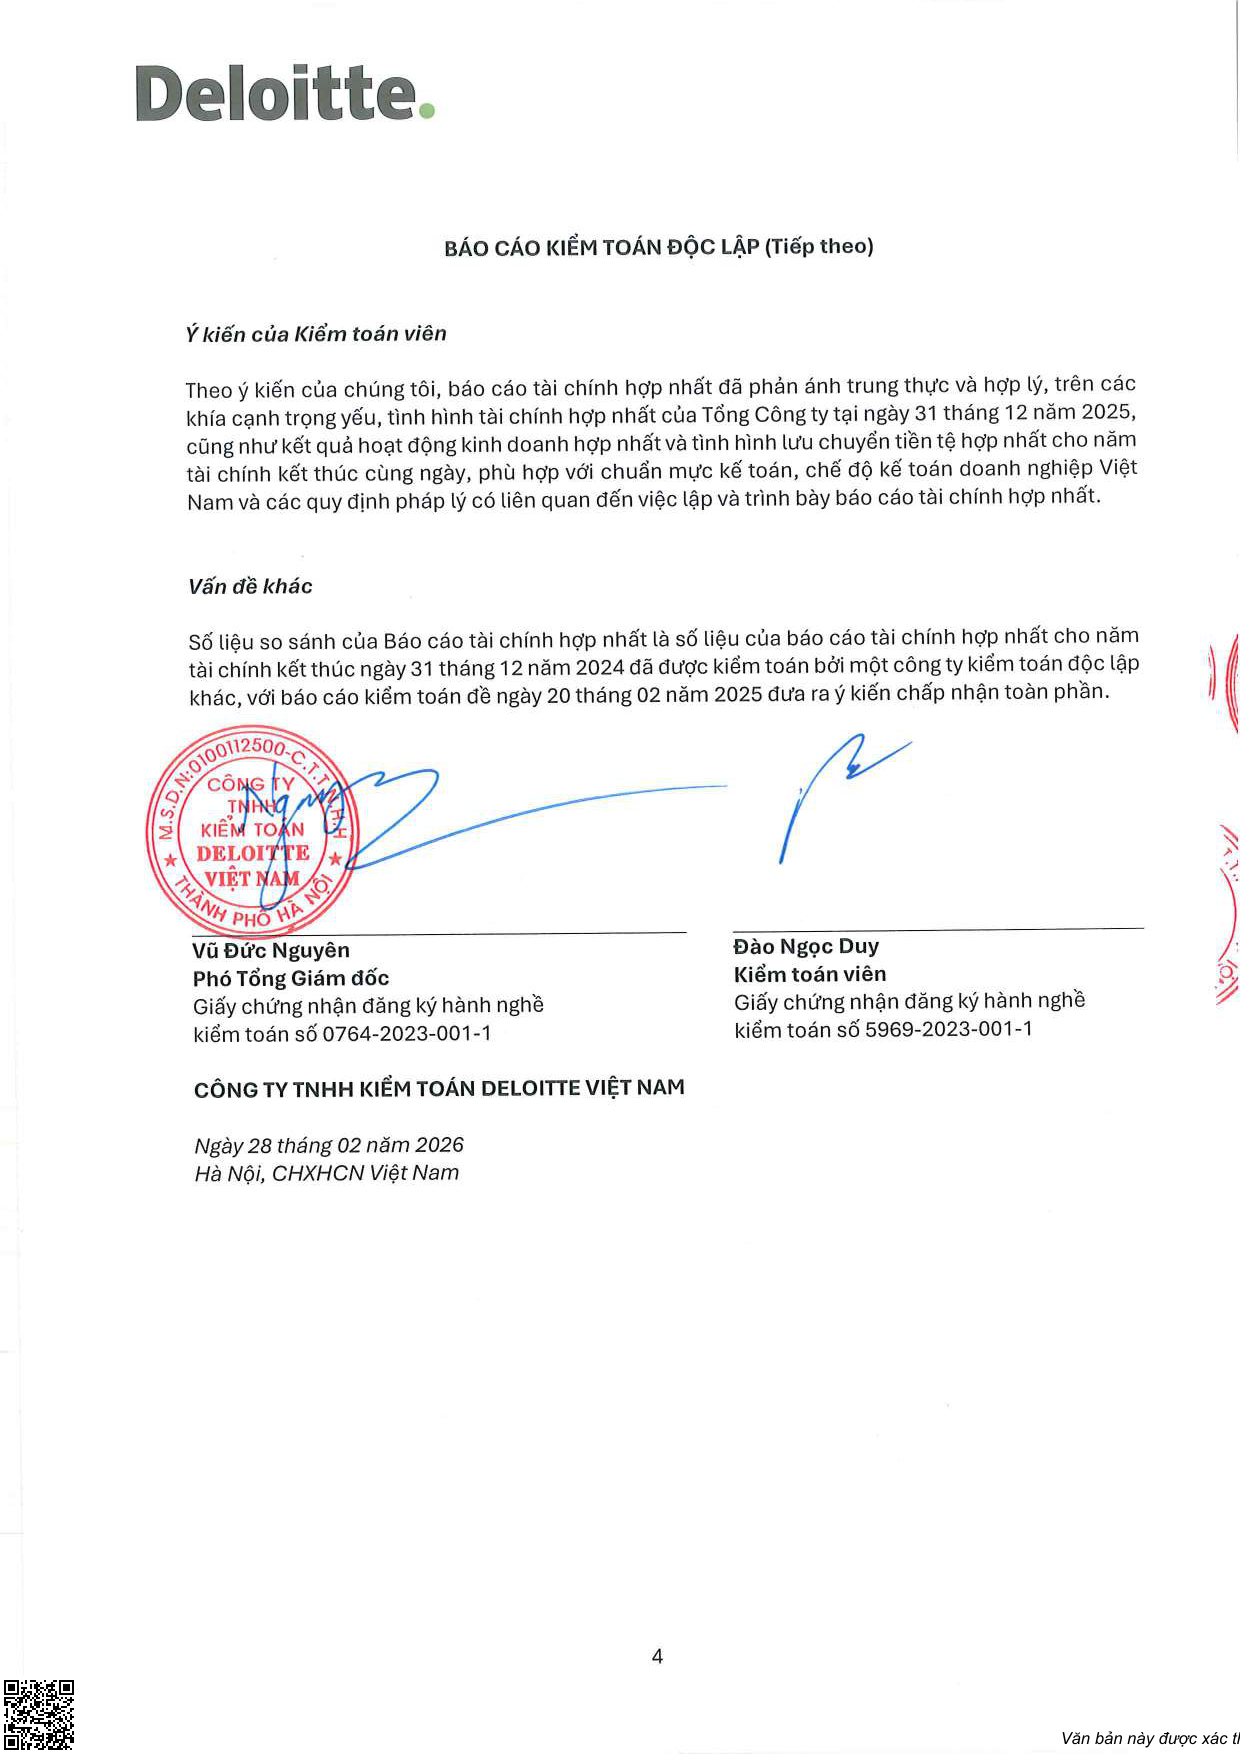 Deloitte.
BÁO CÁO KIỂM TOÁN ĐỘC LẬP (Tiếp theo)
Ý kiến của Kiểm toán viên
Theo ý kiến của chúng tôi, báo cáo tài chính hợp nhất đã phản ánh trung thực và hợp lý, trên các
khía cạnh trọng yếu, tình hình tài chính hợp nhất của Tổng Công ty tại ngày 31 tháng 12 năm 2025,
cũng như kết quả hoạt động kinh doanh hợp nhất và tình hình lưu chuyển tiền tệ hợp nhất cho năm
tài chính kết thúc cùng ngày, phù hợp với chuẩn mực kế toán, chế độ kế toán doanh nghiệp Việt
Nam và các quy định pháp lý có liên quan đến việc lập và trình bày báo cáo tài chính hợp nhất.
Vấn đề khác
Số liệu so sánh của Báo cáo tài chính hợp nhất là số liệu của báo cáo tài chính hợp nhất cho năm
tài chính kết thúc ngày 31 tháng 12 năm 2024 đã được kiểm toán bởi một công ty kiểm toán độc lập
khác, với báo cáo kiểm toán đề ngày 20 tháng 02 năm 2025 đưa ra ý kiến chấp nhận toàn phần.
M.S.D.N:0100112500-C.T.T.N.H.H
CÔNG TY
TNHH
KIỂM TOÁN
DELOITTE
VIỆT NAM
THÀNH PHỐ HÀ NỘI
Vũ Đức Nguyên
Phó Tổng Giám đốc
Giấy chứng nhận đăng ký hành nghề
kiểm toán số 0764-2023-001-1
Đào Ngọc Duy
Kiểm toán viên
Giấy chứng nhận đăng ký hành nghề
kiểm toán số 5969-2023-001-1
CÔNG TY TNHH KIỂM TOÁN DELOITTE VIỆT NAM
Ngày 28 tháng 02 năm 2026
Hà Nội, CHXHCN Việt Nam
4
Văn bản này được xác